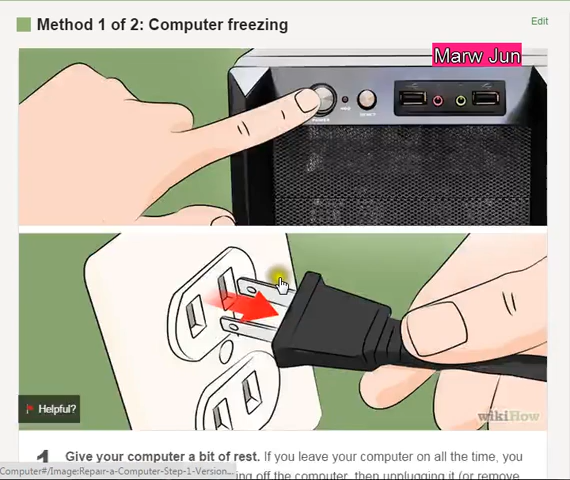 Method 1 of 2: Computer freezing
Edit
Marw Jun
POWER
Helpful?
wikiHow
1 Give your computer a bit of rest. If you leave your computer on all the time, you
Computer#/Image:Repair-a-Computer-Step-1-Version...
ing off the computer, then unplugging it (or remove